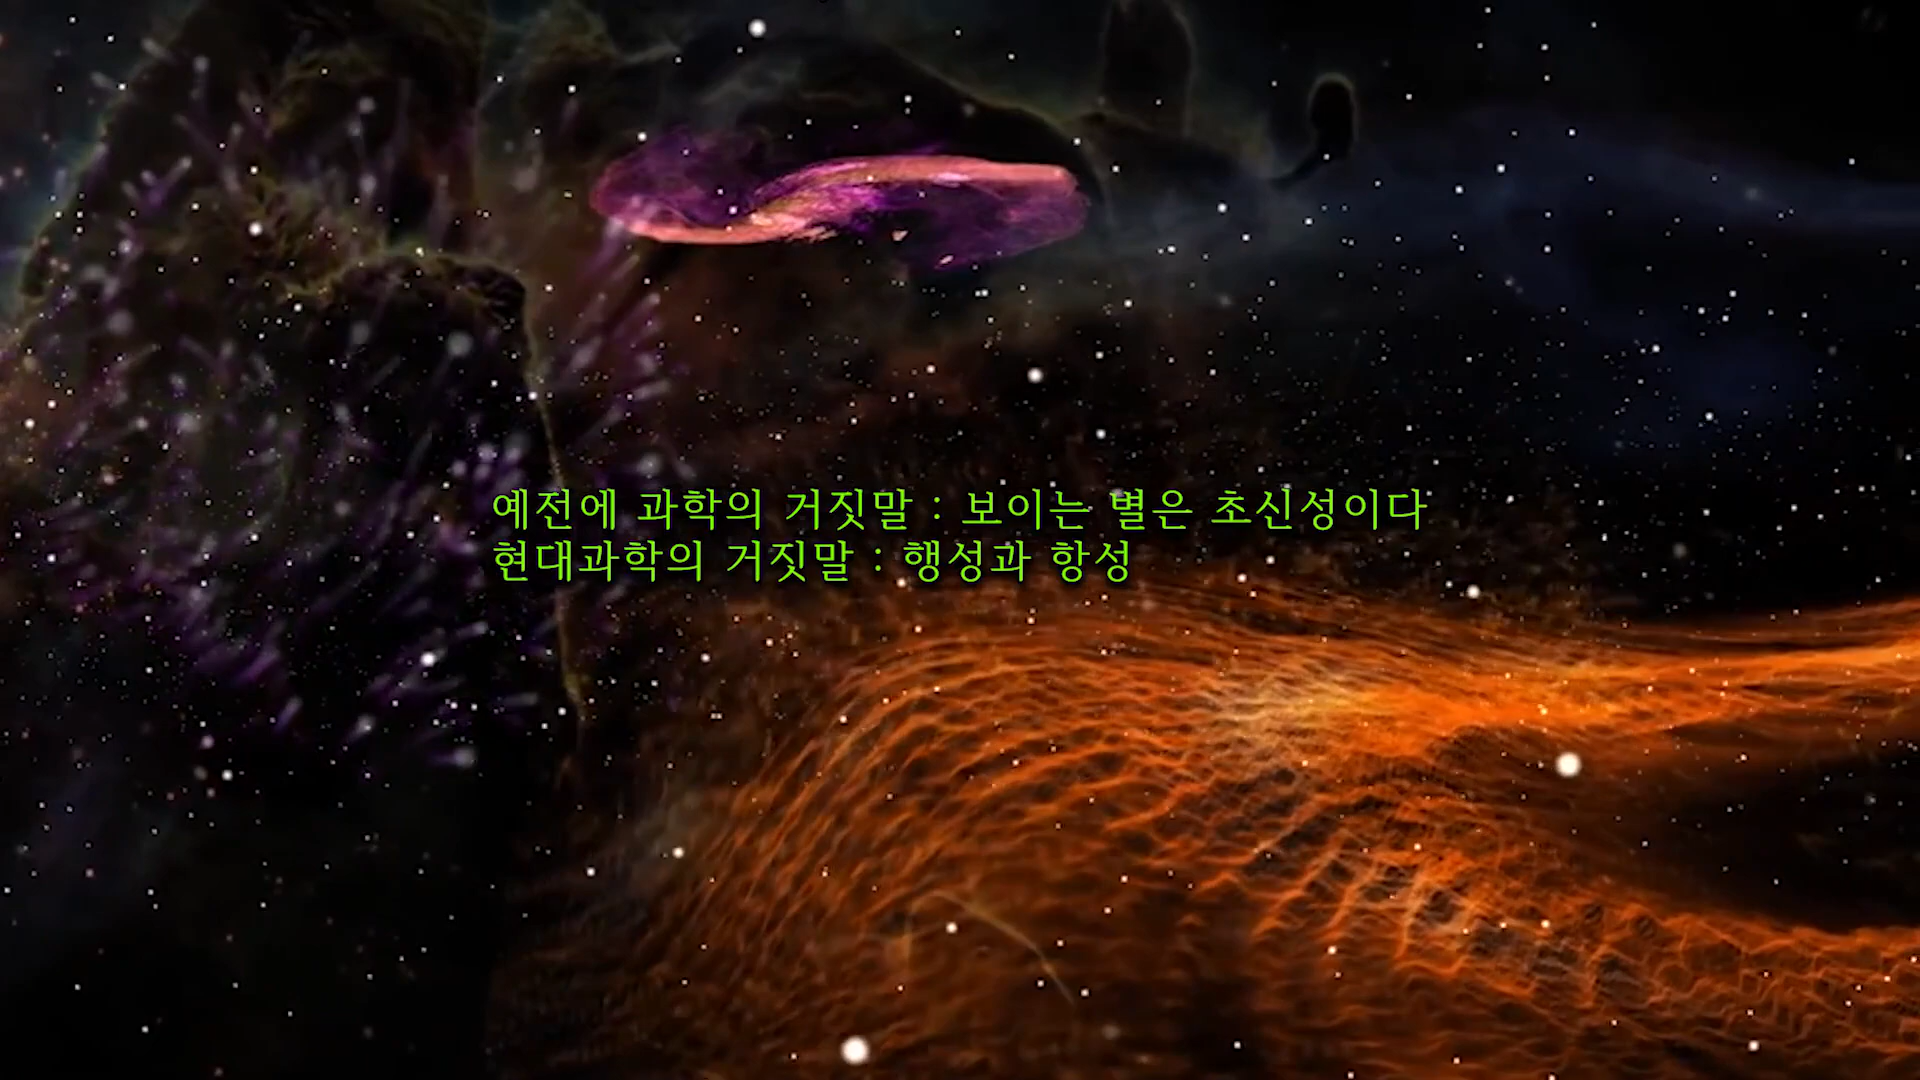 예전에 과학의 거짓말 : 보이는 별은 초신성이다
현대과학의 거짓말 : 행성과 항성